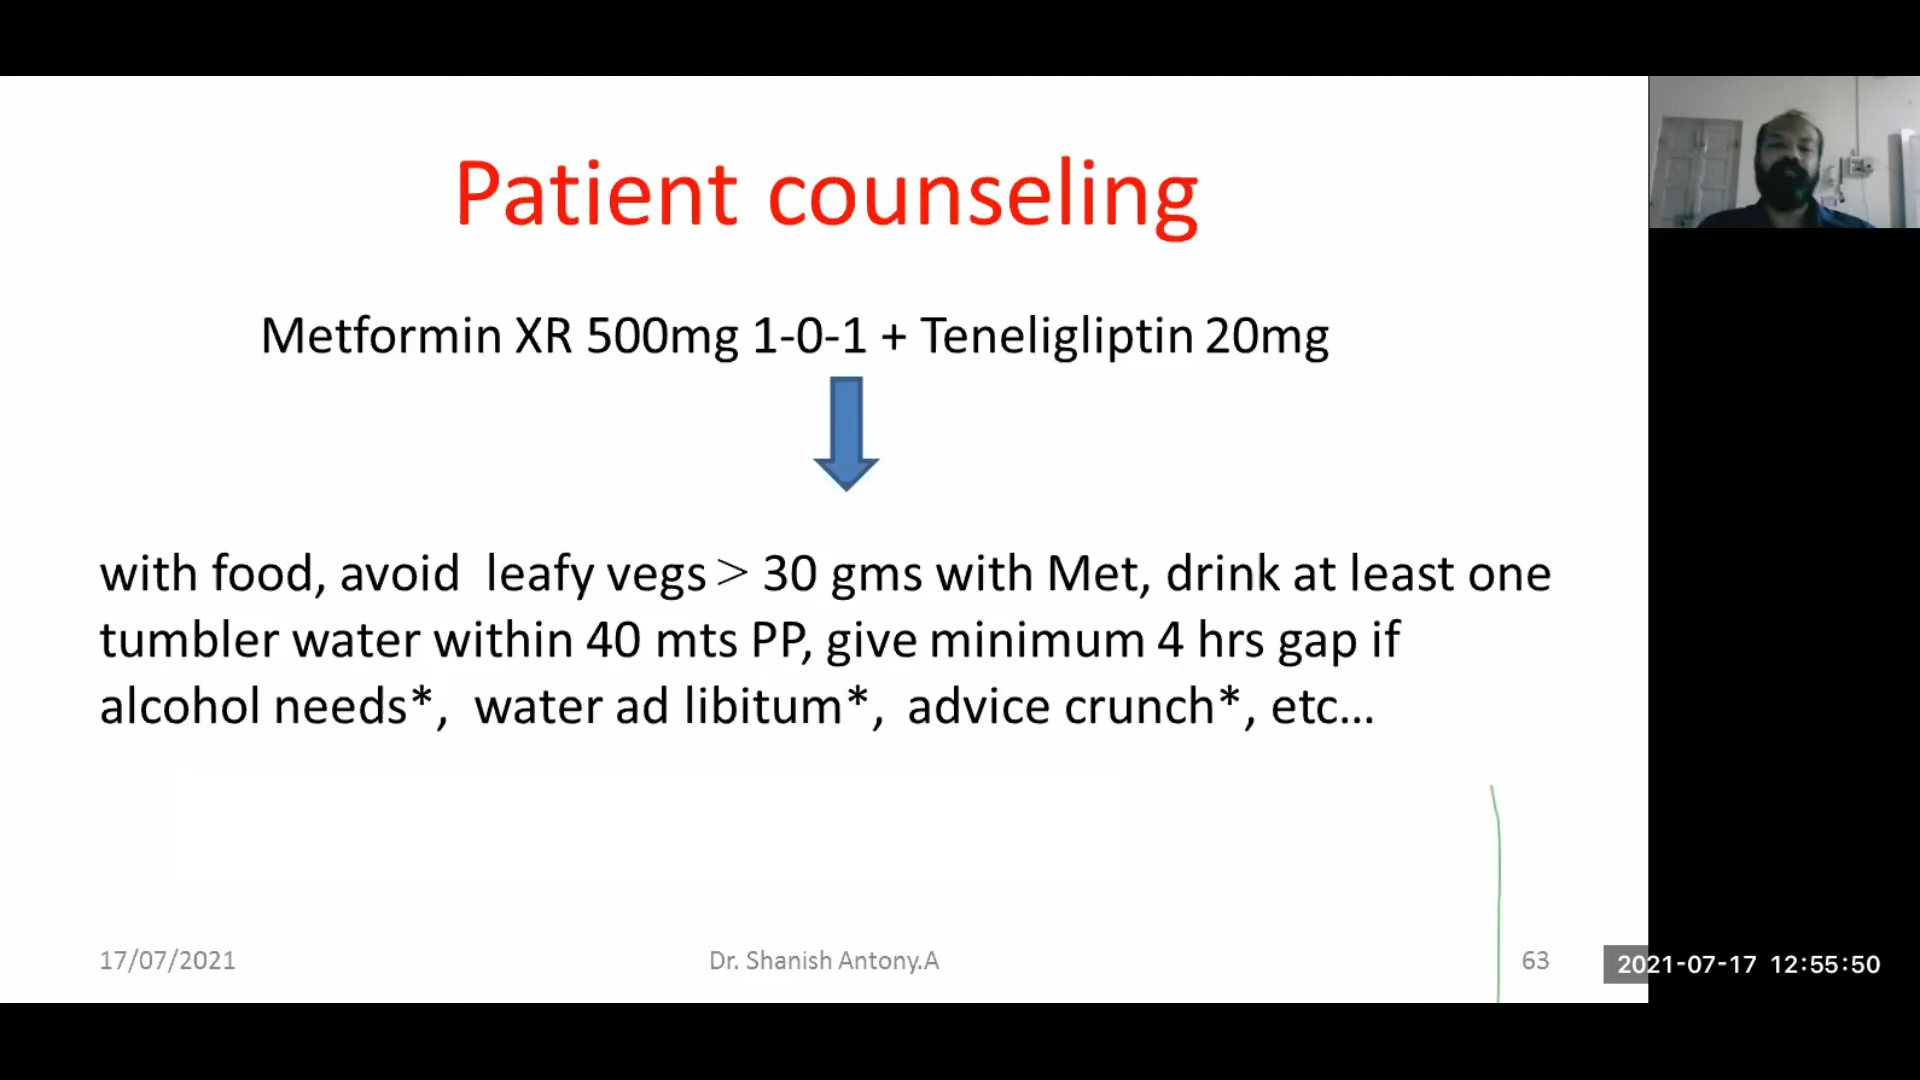 Patient counseling
Metformin XR 500mg 1-0-1 + Teneligliptin 20mg
with food, avoid leafy vegs > 30 gms with Met, drink at least one
tumbler water within 40 mts PP, give minimum 4 hrs gap if
alcohol needs*, water ad libitum*, advice crunch*, etc...
17/07/2021
Dr. Shanish Antony.A
63
2021-07-17 12:55:50